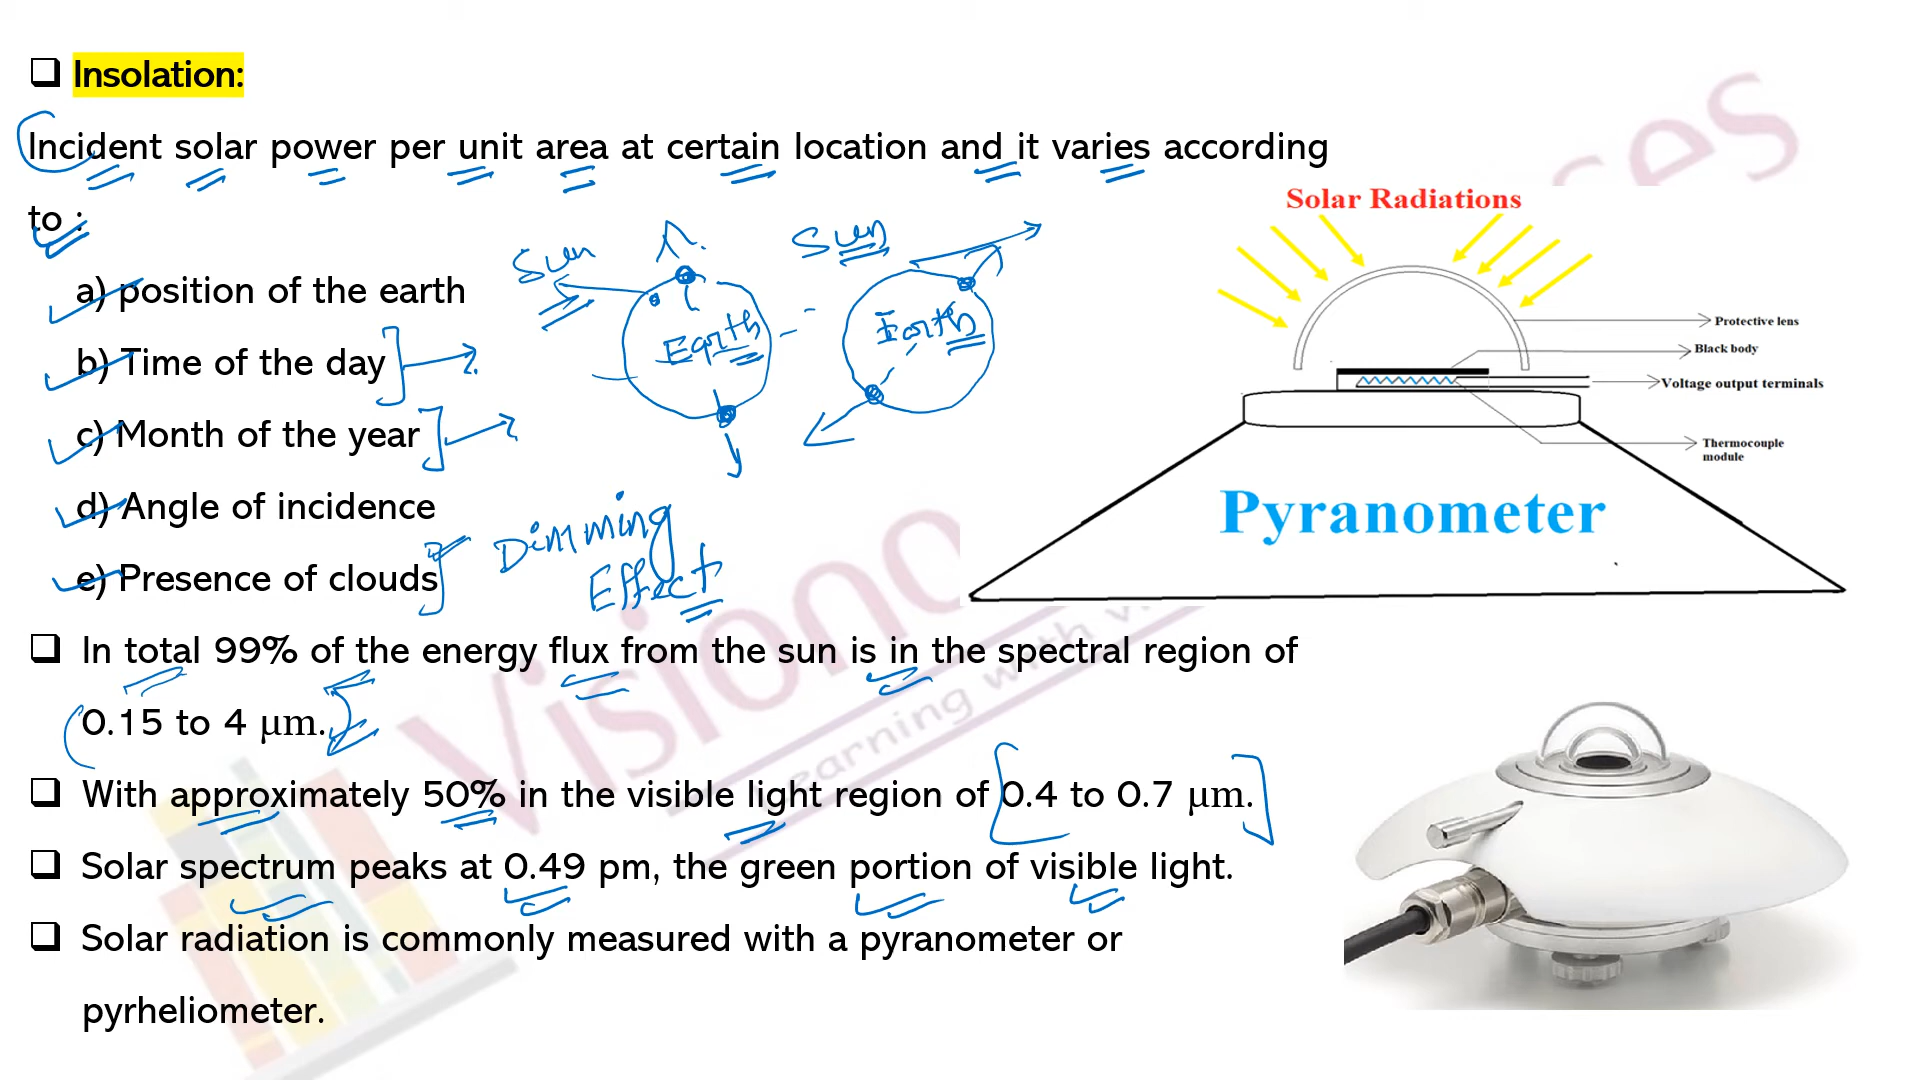 Insolation:
Incident solar power per unit area at certain location and it varies according
to :
a) position of the earth
b) Time of the day
c) Month of the year
d) Angle of incidence
e) Presence of clouds
Sun
Earth
Sun
Earth
Dimming
Effect
Solar Radiations
Protective lens
Black body
Voltage output terminals
Thermocouple
module
Pyranometer
In total 99% of the energy flux from the sun is in the spectral region of
0.15 to 4 µm.
With approximately 50% in the visible light region of 0.4 to 0.7 µm.
Solar spectrum peaks at 0.49 pm, the green portion of visible light.
Solar radiation is commonly measured with a pyranometer or
pyrheliometer.